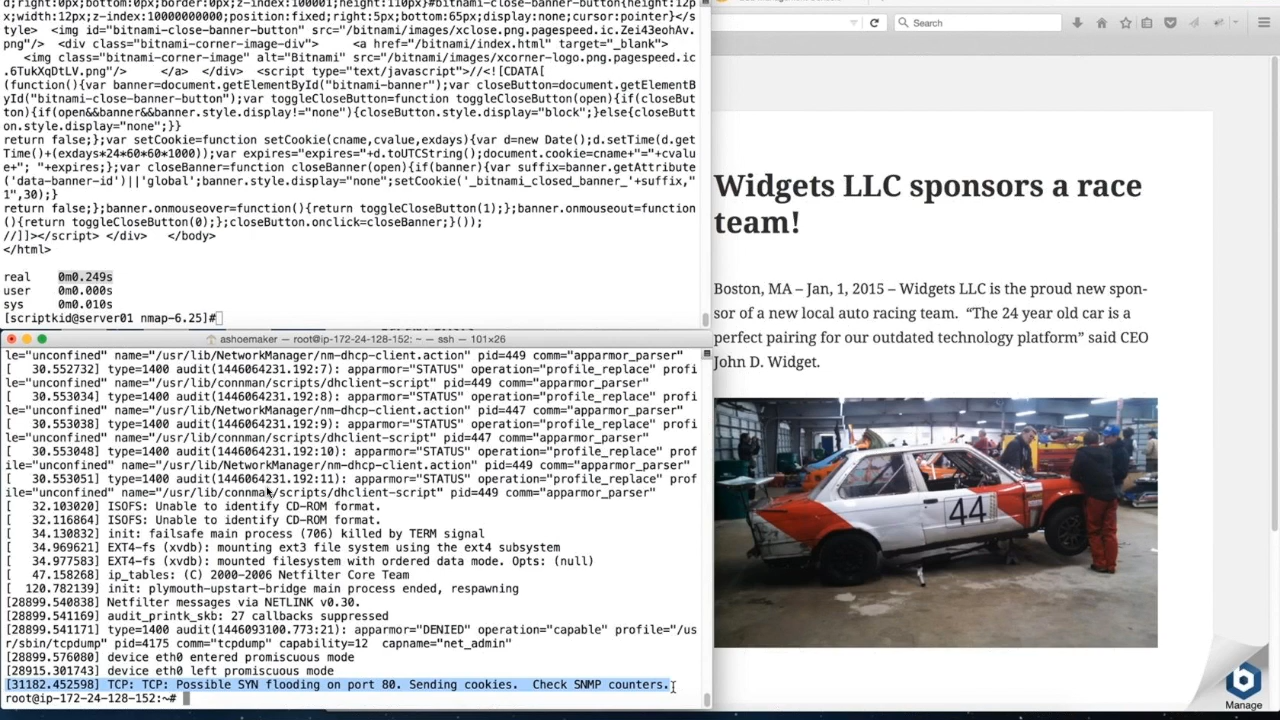 d;right:0px;bottom:0px;border:0px;z-index:100001;height:110px}#bitnami-close-banner-button{height:12p
x;width:12px;z-index:10000000000;position:fixed;right:5px;bottom:65px;display:none;cursor:pointer}</s
tyle>  <img id="bitnami-close-banner-button" src="/bitnami/images/xclose.png.pagespeed.ic.Zei43eohAv.
png"/>  <div class="bitnami-corner-image-div">     <a href="/bitnami/index.html" target="_blank">
<img class="bitnami-corner-image" alt="Bitnami" src="/bitnami/images/xcorner-logo.png.pagespeed.ic
.6TukXqDtLV.png"/>     </a>  </div>  <script type="text/javascript">//<![CDATA[
(function(){var banner=document.getElementById("bitnami-banner");var closeButton=document.getElementB
yId("bitnami-close-banner-button");var toggleCloseButton=function toggleCloseButton(open){if(closeBut
ton){if(open&&banner&&banner.style.display!="none"){closeButton.style.display="block";}else{closeButt
on.style.display="none";}}
return false;};var setCookie=function setCookie(cname,cvalue,exdays){var d=new Date();d.setTime(d.get
Time()+(exdays*24*60*60*1000));var expires="expires="+d.toUTCString();document.cookie=cname+"="+cvalu
e+"; "+expires;};var closeBanner=function closeBanner(open){if(banner){var suffix=banner.getAttribute
('data-banner-id')||'global';banner.style.display="none";setCookie('_bitnami_closed_banner_'+suffix,"
1",30);}
return false;};banner.onmouseover=function(){return toggleCloseButton(1);};banner.onmouseout=function
(){return toggleCloseButton(0);};closeButton.onclick=closeBanner;}());
//]]></script>  </div>   </body>
</html>
real    0m0.249s
user    0m0.000s
sys     0m0.010s
[scriptkid@server01 nmap-6.25]#
ashoemaker — root@ip-172-24-128-152: ~ — ssh — 101×26
le="unconfined" name="/usr/lib/NetworkManager/nm-dhcp-client.action" pid=449 comm="apparmor_parser"
[   30.552732] type=1400 audit(1446064231.192:7): apparmor="STATUS" operation="profile_replace" profi
le="unconfined" name="/usr/lib/connman/scripts/dhclient-script" pid=449 comm="apparmor_parser"
[   30.553034] type=1400 audit(1446064231.192:8): apparmor="STATUS" operation="profile_replace" profi
le="unconfined" name="/usr/lib/NetworkManager/nm-dhcp-client.action" pid=447 comm="apparmor_parser"
[   30.553038] type=1400 audit(1446064231.192:9): apparmor="STATUS" operation="profile_replace" profi
le="unconfined" name="/usr/lib/connman/scripts/dhclient-script" pid=447 comm="apparmor_parser"
[   30.553048] type=1400 audit(1446064231.192:10): apparmor="STATUS" operation="profile_replace" prof
ile="unconfined" name="/usr/lib/NetworkManager/nm-dhcp-client.action" pid=449 comm="apparmor_parser"
[   30.553051] type=1400 audit(1446064231.192:11): apparmor="STATUS" operation="profile_replace" prof
ile="unconfined" name="/usr/lib/connman/scripts/dhclient-script" pid=449 comm="apparmor_parser"
[   32.103020] ISOFS: Unable to identify CD-ROM format.
[   32.116864] ISOFS: Unable to identify CD-ROM format.
[   34.130832] init: failsafe main process (706) killed by TERM signal
[   34.969621] EXT4-fs (xvdb): mounting ext3 file system using the ext4 subsystem
[   34.977583] EXT4-fs (xvdb): mounted filesystem with ordered data mode. Opts: (null)
[   47.158268] ip_tables: (C) 2000-2006 Netfilter Core Team
[  120.782139] init: plymouth-upstart-bridge main process ended, respawning
[28899.540838] Netfilter messages via NETLINK v0.30.
[28899.541169] audit_printk_skb: 27 callbacks suppressed
[28899.541171] type=1400 audit(1446093100.773:21): apparmor="DENIED" operation="capable" profile="/us
r/sbin/tcpdump" pid=4175 comm="tcpdump" capability=12  capname="net_admin"
[28899.576080] device eth0 entered promiscuous mode
[28915.301743] device eth0 left promiscuous mode
[31182.452598] TCP: TCP: Possible SYN flooding on port 80. Sending cookies.  Check SNMP counters.
root@ip-172-24-128-152:~#
Search
Widgets LLC sponsors a race
team!
Boston, MA – Jan, 1, 2015 – Widgets LLC is the proud new spon-
sor of a new local auto racing team.  “The 24 year old car is a
perfect pairing for our outdated technology platform” said CEO
John D. Widget.
44
Manage